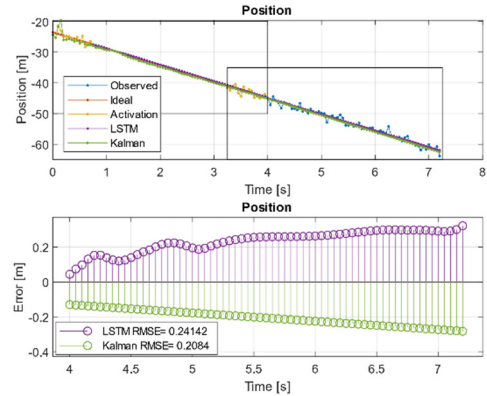 Position
-20
-30
-40
-50
-60
Position [m]
Observed
Ideal
Activation
LSTM
Kalman
0 1 2 3 4 5 6 7 8
Time [s]
Position
0.2
0
-0.2
-0.4
Error [m]
LSTM RMSE= 0.24142
Kalman RMSE= 0.2084
4 4.5 5 5.5 6 6.5 7
Time [s]